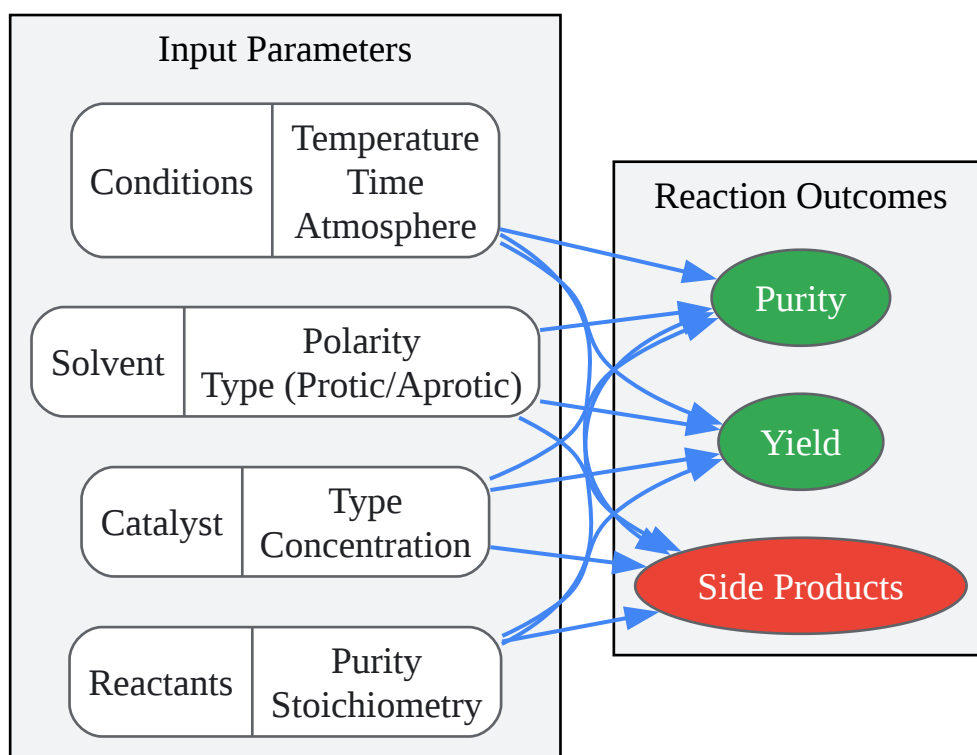 Input Parameters
Conditions
Temperature
Time
Atmosphere
Solvent
Polarity
Type (Protic/Aprotic)
Catalyst
Type
Concentration
Reactants
Purity
Stoichiometry
Reaction Outcomes
Purity
Yield
Side Products